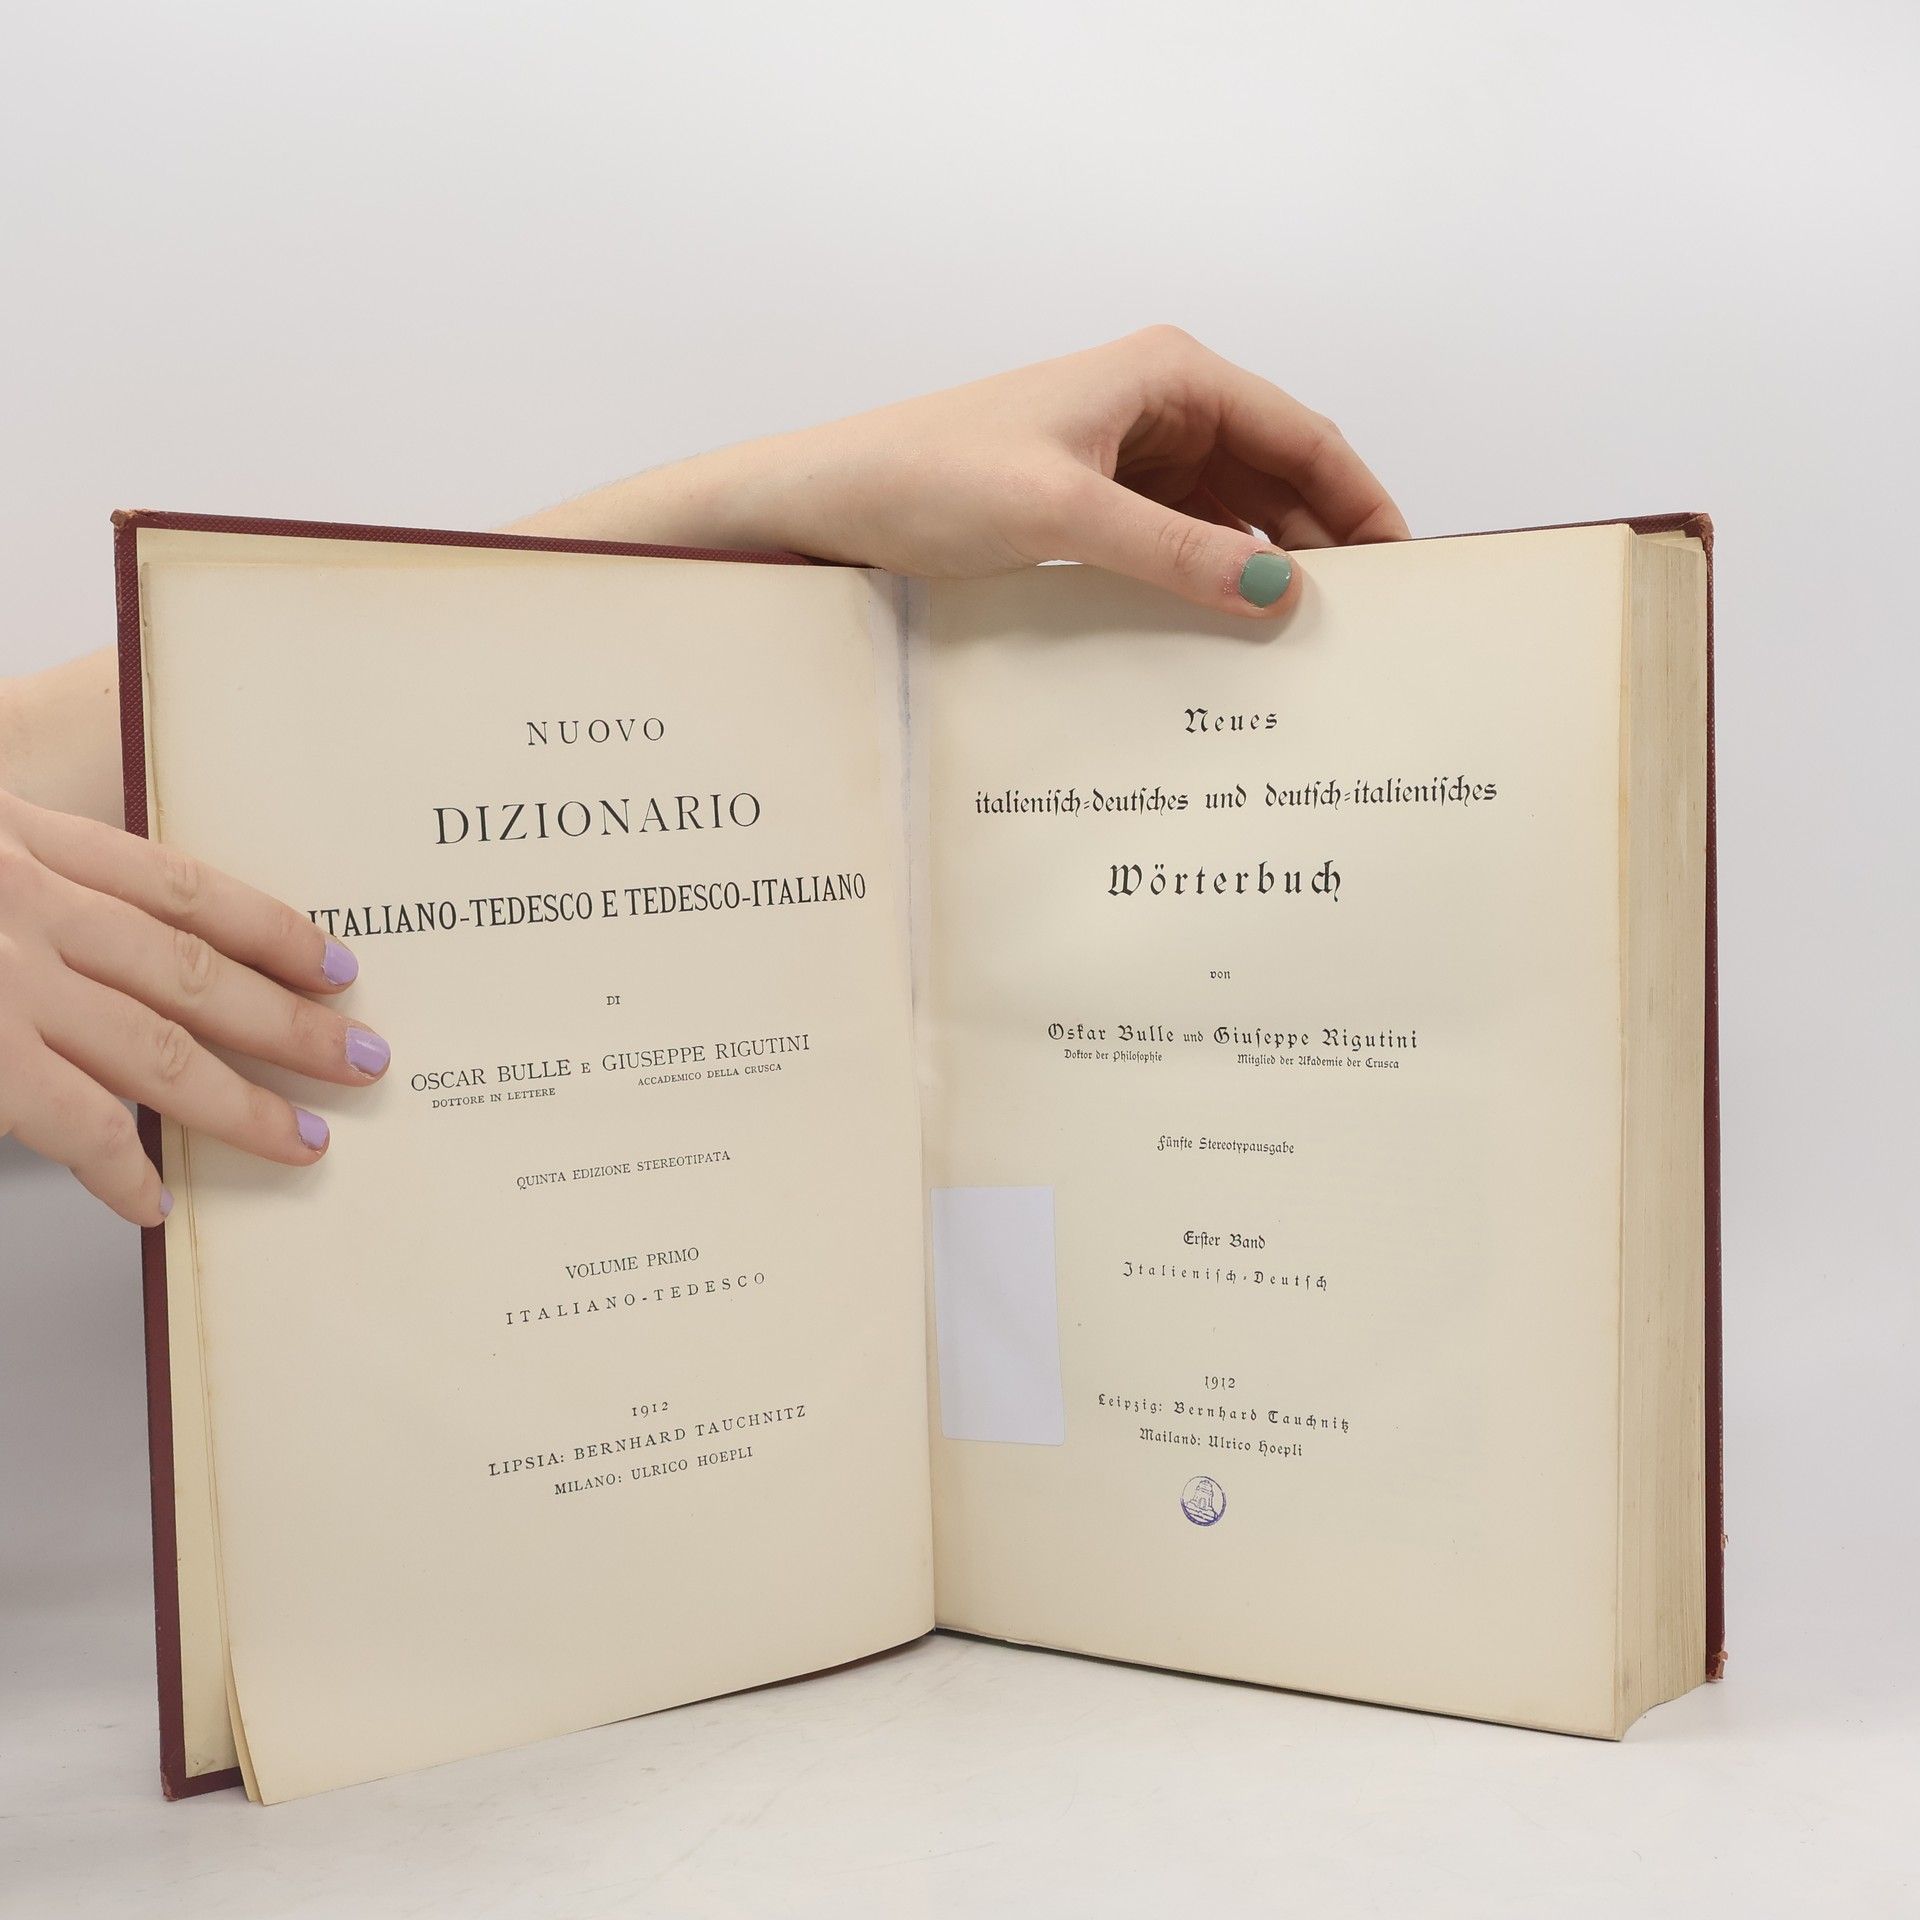 NUOVO
DIZIONARIO
ITALIANO-TEDESCO E TEDESCO-ITALIANO
DI
OSCAR BULLE E GIUSEPPE RIGUTINI
DOTTORE IN LETTERE ACCADEMICO DELLA CRUSCA
QUINTA EDIZIONE STEREOTIPATA
VOLUME PRIMO
ITALIANO-TEDESCO
1912
LIPSIA: BERNHARD TAUCHNITZ
MILANO: ULRICO HOEPLI
Neues
italieniſch-deutſches und deutſch-italieniſches
Wörterbuch
von
Oskar Bulle und Giuſeppe Rigutini
Doktor der Philoſophie Mitglied der Akademie der Crusca
Fünfte Stereotypausgabe
Erſter Band
Italieniſch-Deutſch
1912
Leipzig: Bernhard Tauchnitz
Mailand: Ulrico Hoepli